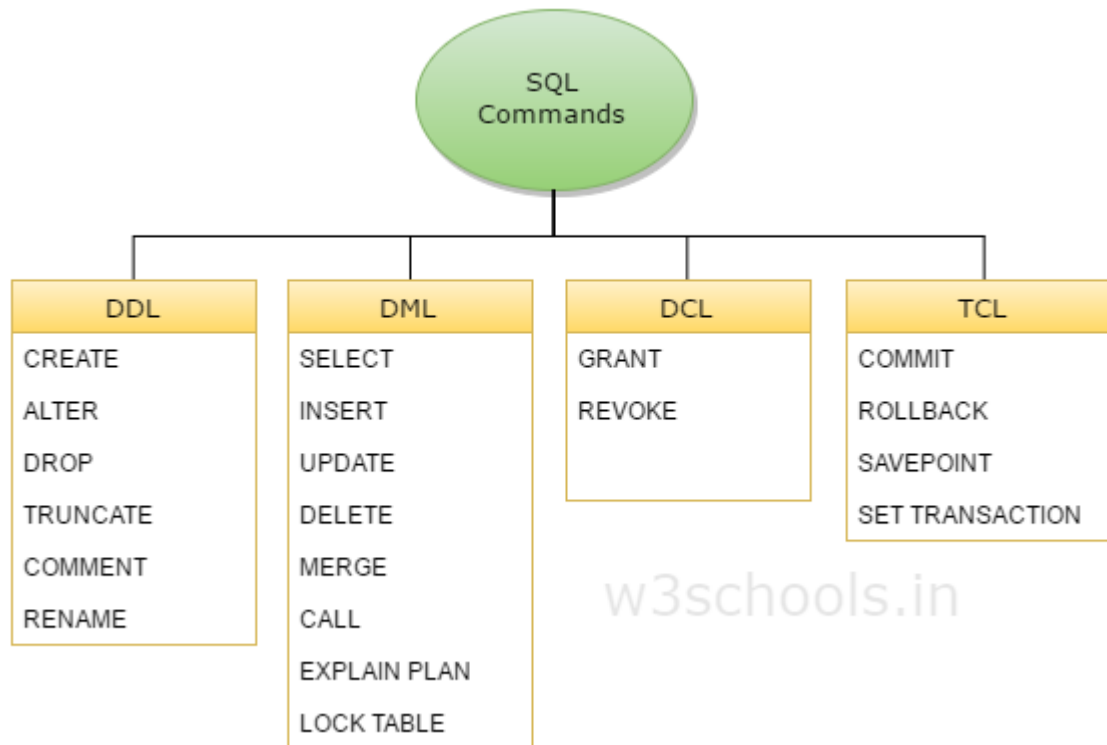 SQL
Commands
DDL
CREATE
ALTER
DROP
TRUNCATE
COMMENT
RENAME
DML
SELECT
INSERT
UPDATE
DELETE
MERGE
CALL
EXPLAIN PLAN
LOCK TABLE
DCL
GRANT
REVOKE
TCL
COMMIT
ROLLBACK
SAVEPOINT
SET TRANSACTION
w3schools.in